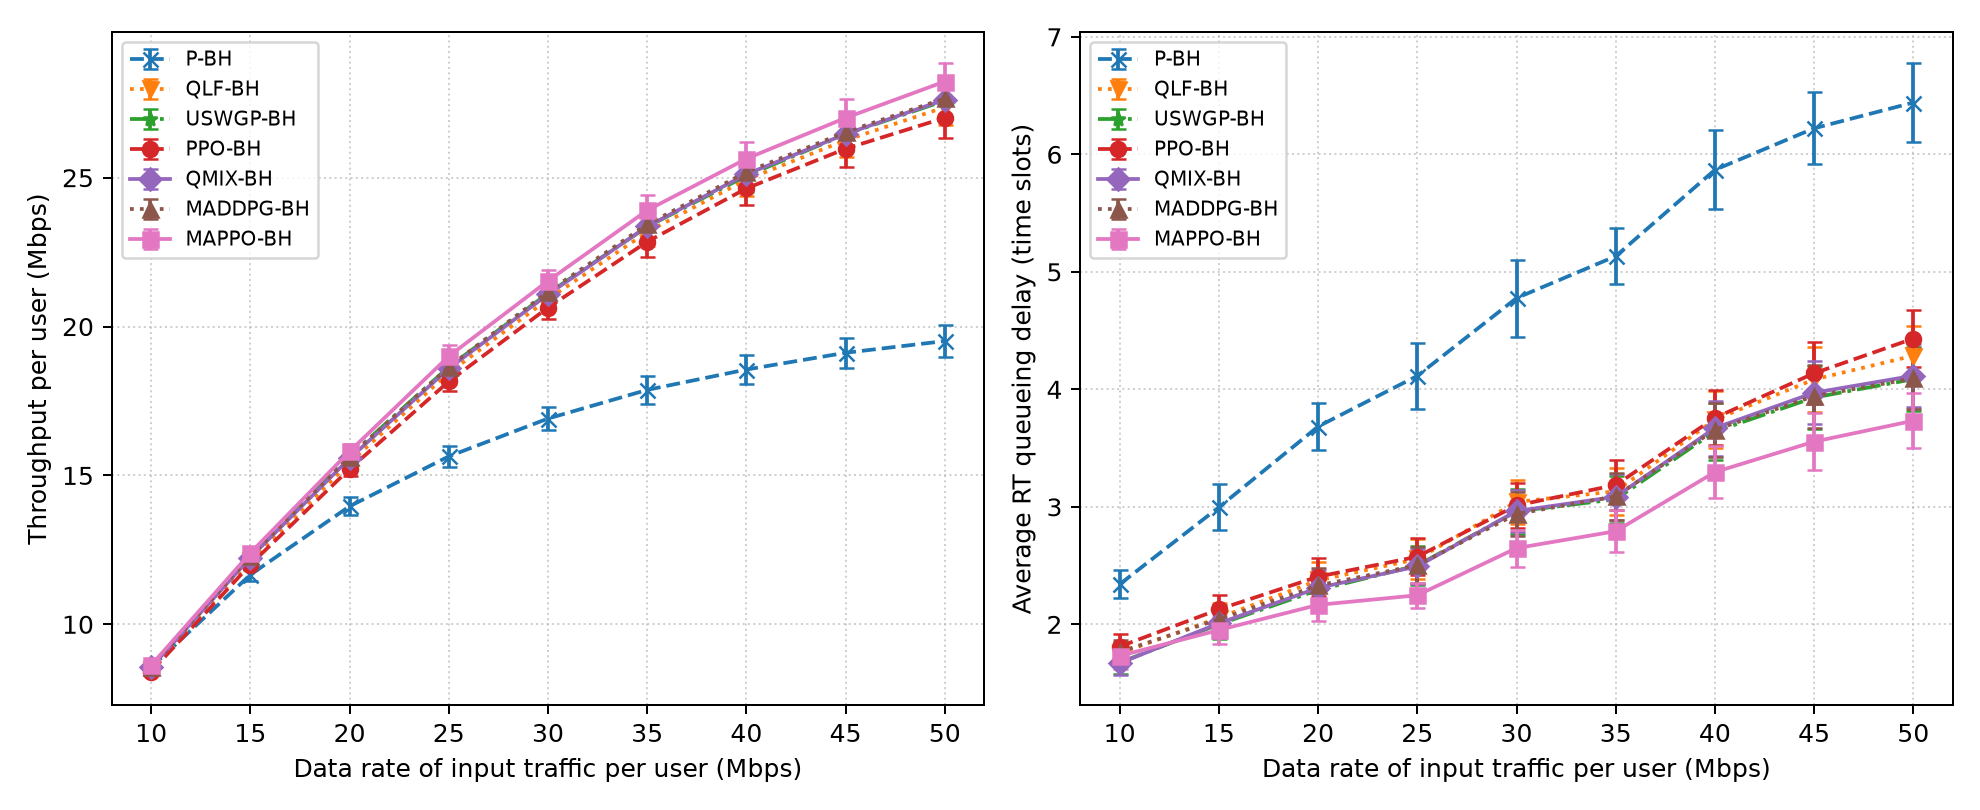 P-BH
QLF-BH
USWGP-BH
PPO-BH
QMIX-BH
MADDPG-BH
MAPPO-BH
Throughput per user (Mbps)
25
20
15
10
10 15 20 25 30 35 40 45 50
Data rate of input traffic per user (Mbps)
P-BH
QLF-BH
USWGP-BH
PPO-BH
QMIX-BH
MADDPG-BH
MAPPO-BH
Average RT queueing delay (time slots)
7
6
5
4
3
2
10 15 20 25 30 35 40 45 50
Data rate of input traffic per user (Mbps)